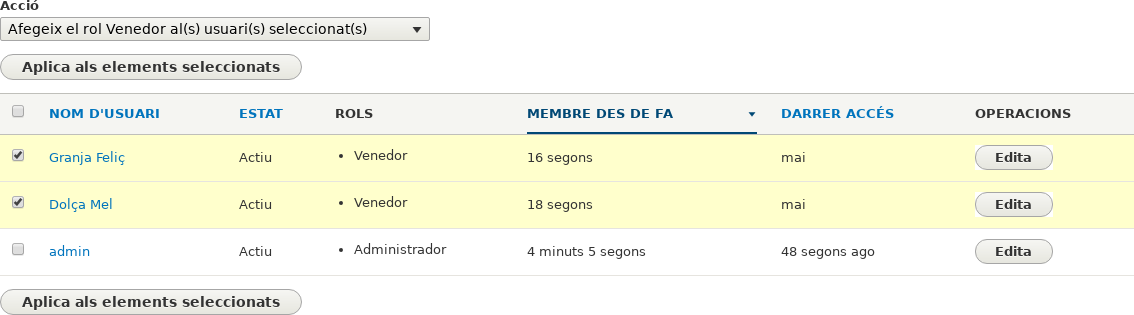 Acció
Afegeix el rol Venedor al(s) usuari(s) seleccionat(s)
Aplica als elements seleccionats
NOM D'USUARI ESTAT ROLS MEMBRE DES DE FA DARRER ACCÉS OPERACIONS
Granja Feliç Actiu • Venedor 16 segons mai Edita
Dolça Mel Actiu • Venedor 18 segons mai Edita
admin Actiu • Administrador 4 minuts 5 segons 48 segons ago Edita
Aplica als elements seleccionats